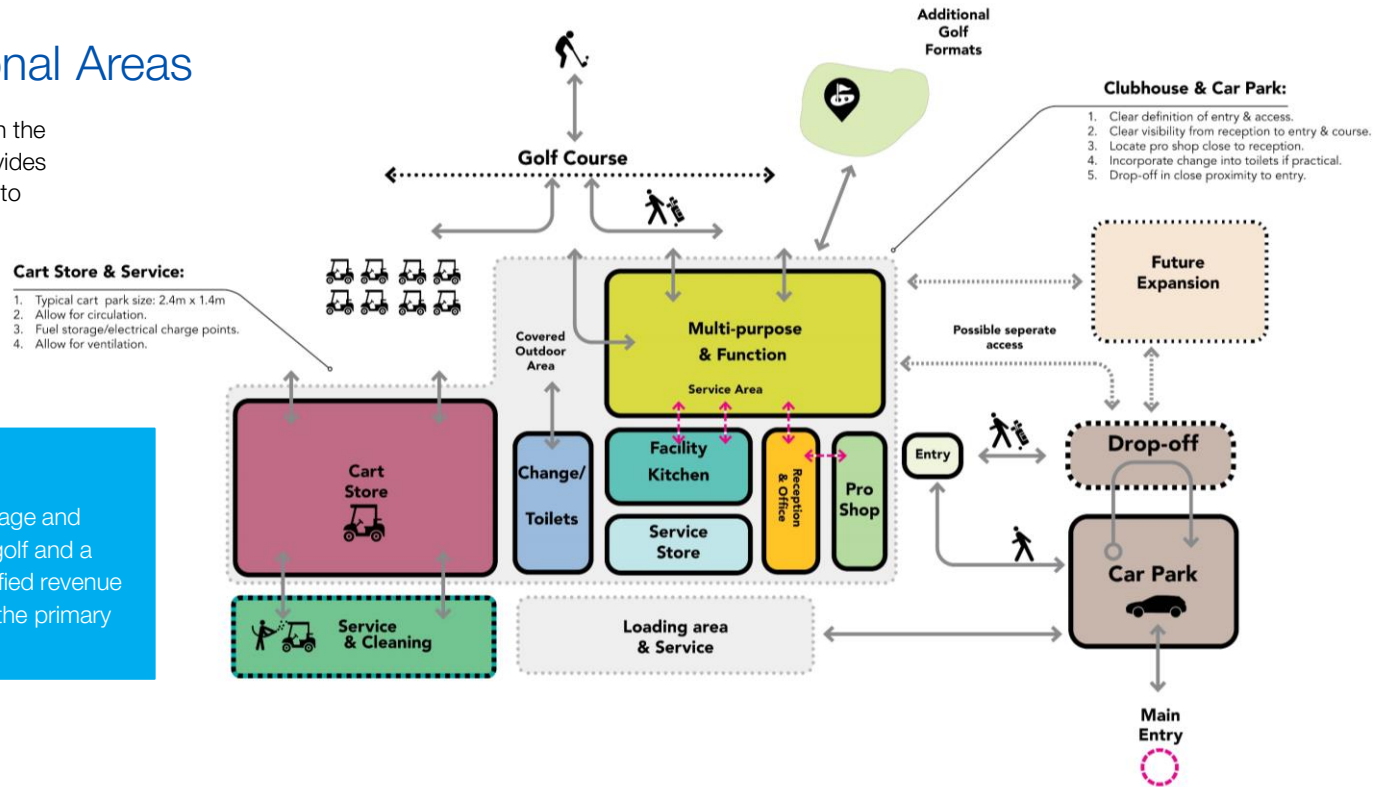 onal Areas
n the
vides
to
Additional
Golf
Formats
Golf Course
Clubhouse & Car Park:
1. Clear definition of entry & access.
2. Clear visibility from reception to entry & course.
3. Locate pro shop close to reception.
4. Incorporate change into toilets if practical.
5. Drop-off in close proximity to entry.
Cart Store & Service:
1. Typical cart park size: 2.4m x 1.4m
2. Allow for circulation.
3. Fuel storage/electrical charge points.
4. Allow for ventilation.
Covered
Outdoor
Area
Multi-purpose
& Function
Service Area
Future
Expansion
Possible seperate
access
Cart
Store
Change/
Toilets
Facility
Kitchen
Service
Store
Reception
& Office
Pro
Shop
Entry
Drop-off
Car Park
age and
golf and a
fied revenue
the primary
Service
& Cleaning
Loading area
& Service
Main
Entry